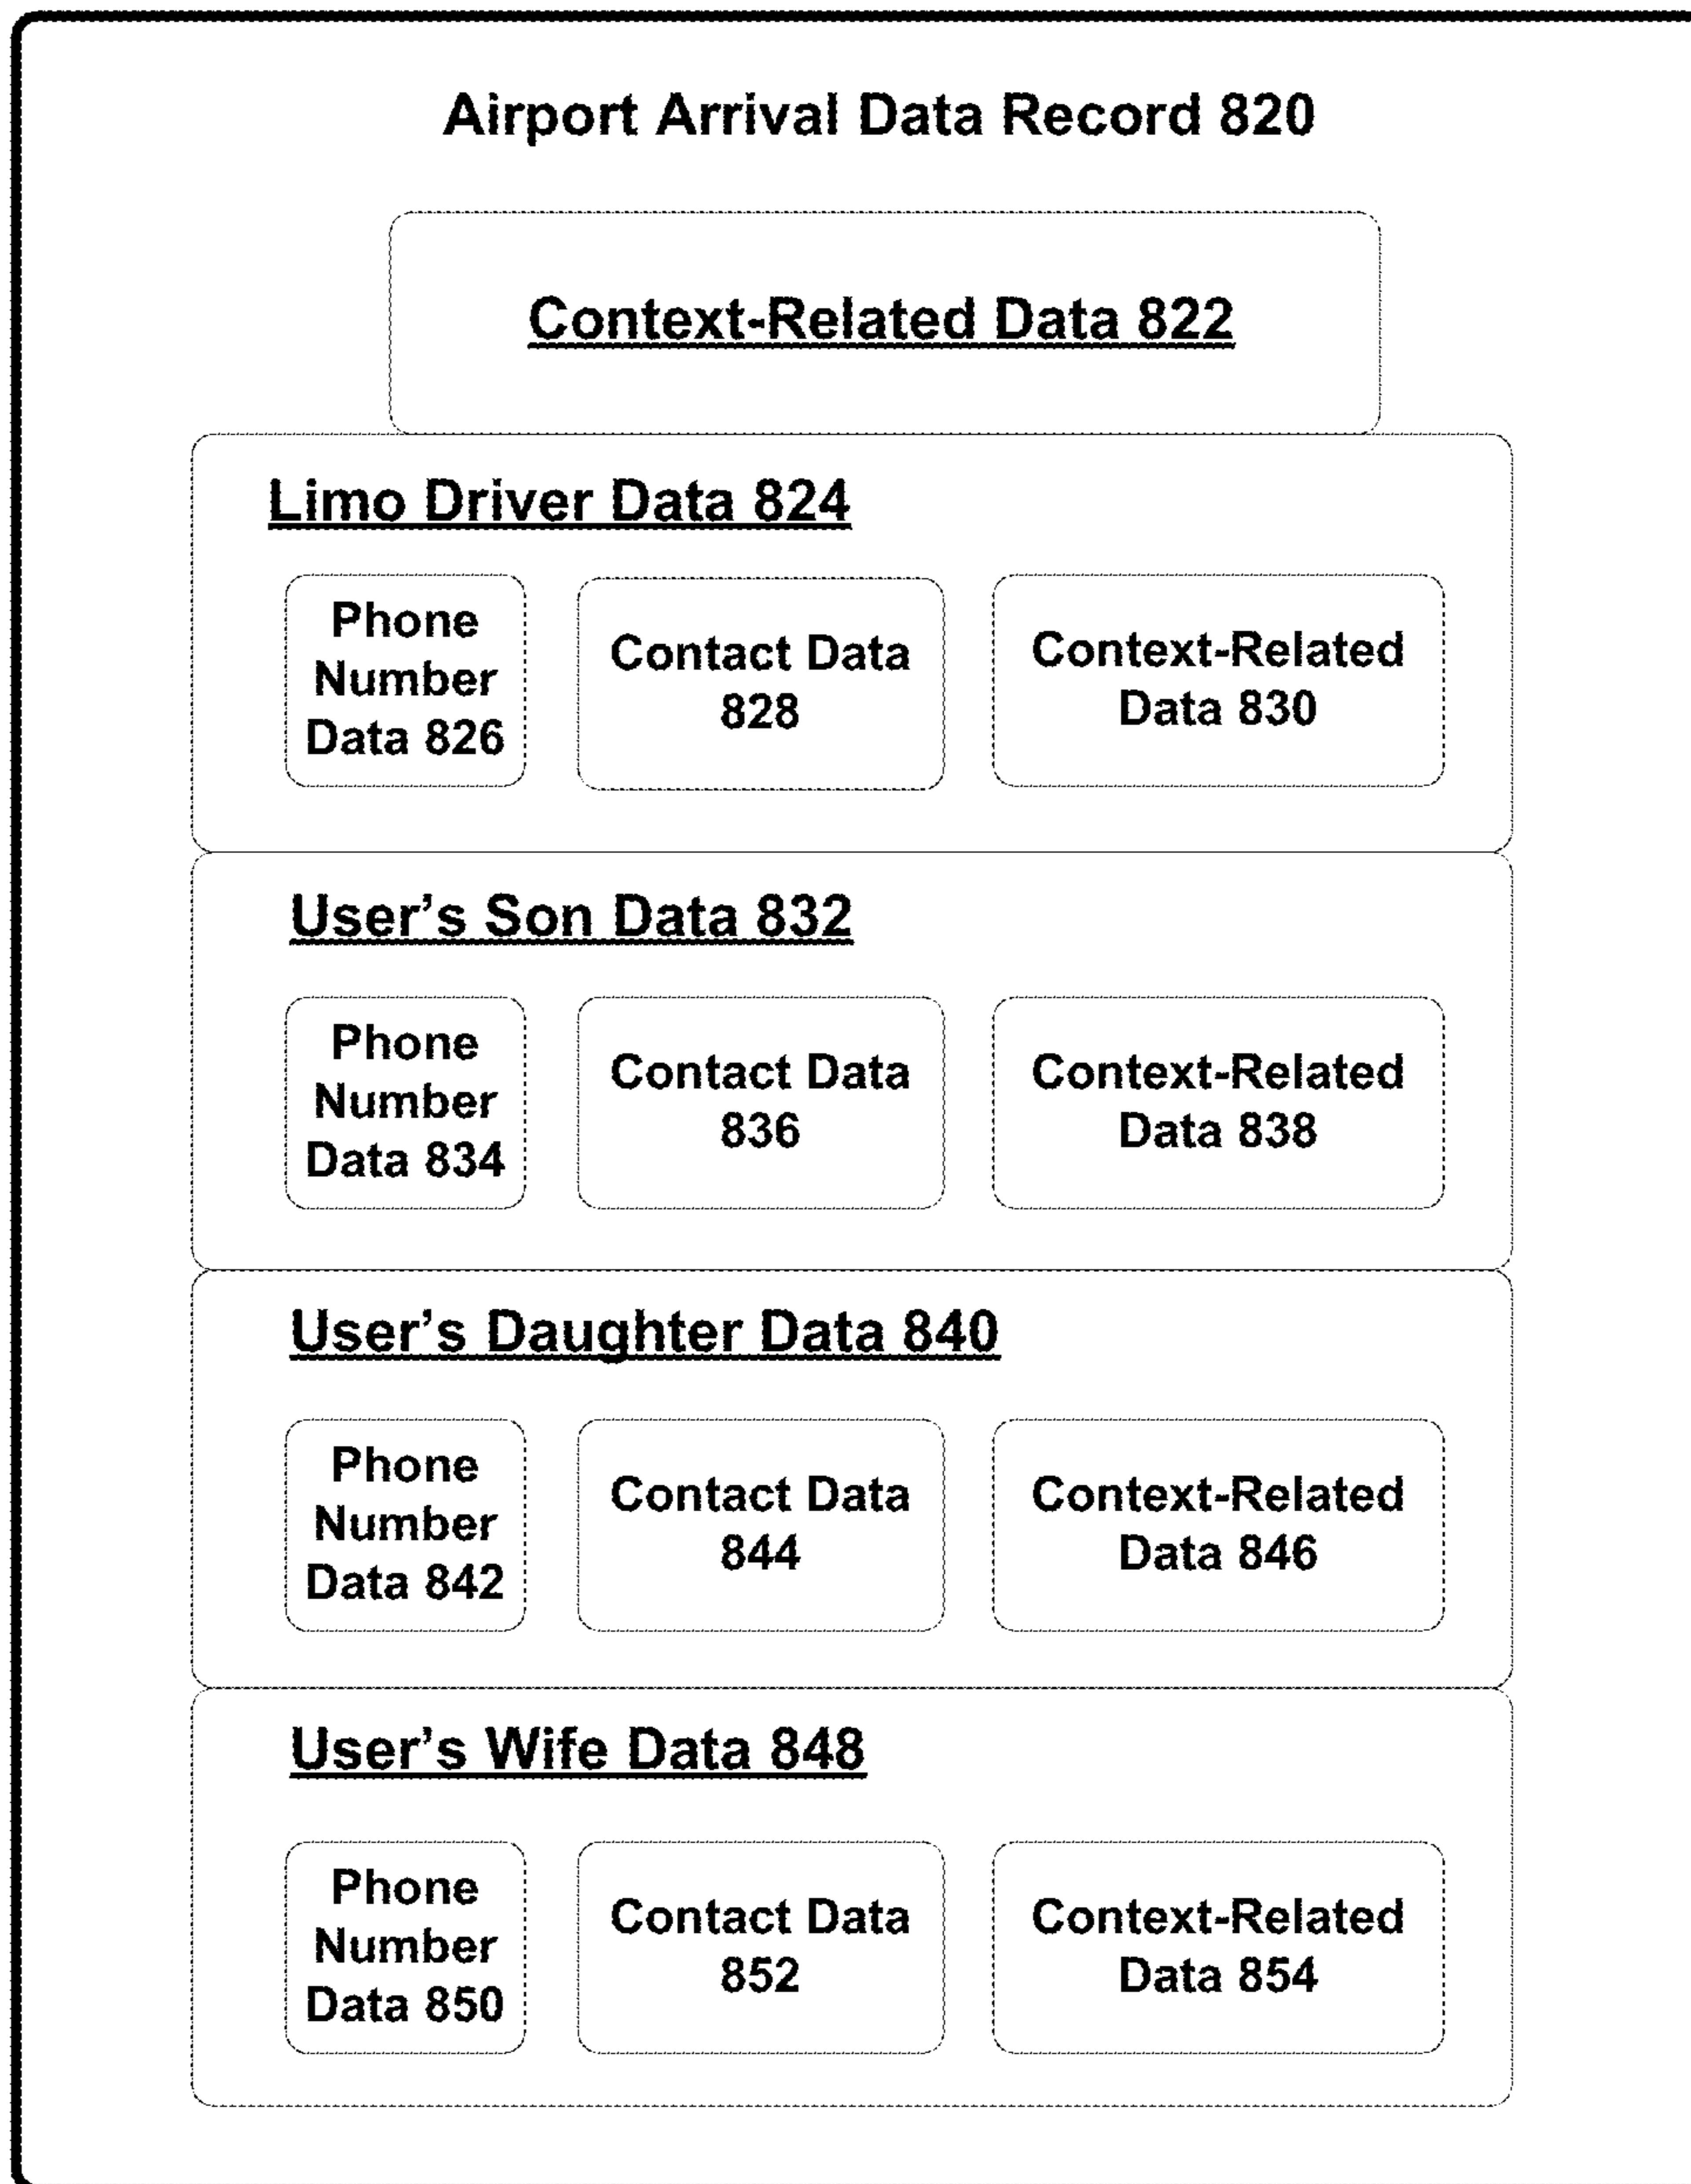 Airport Arrival Data Record 820
Context-Related Data 822
Limo Driver Data 824
Phone
Number
Data 826
Contact Data
828
Context-Related
Data 830
User’s Son Data 832
Phone
Number
Data 834
Contact Data
836
Context-Related
Data 838
User’s Daughter Data 840
Phone
Number
Data 842
Contact Data
844
Context-Related
Data 846
User’s Wife Data 848
Phone
Number
Data 850
Contact Data
852
Context-Related
Data 854